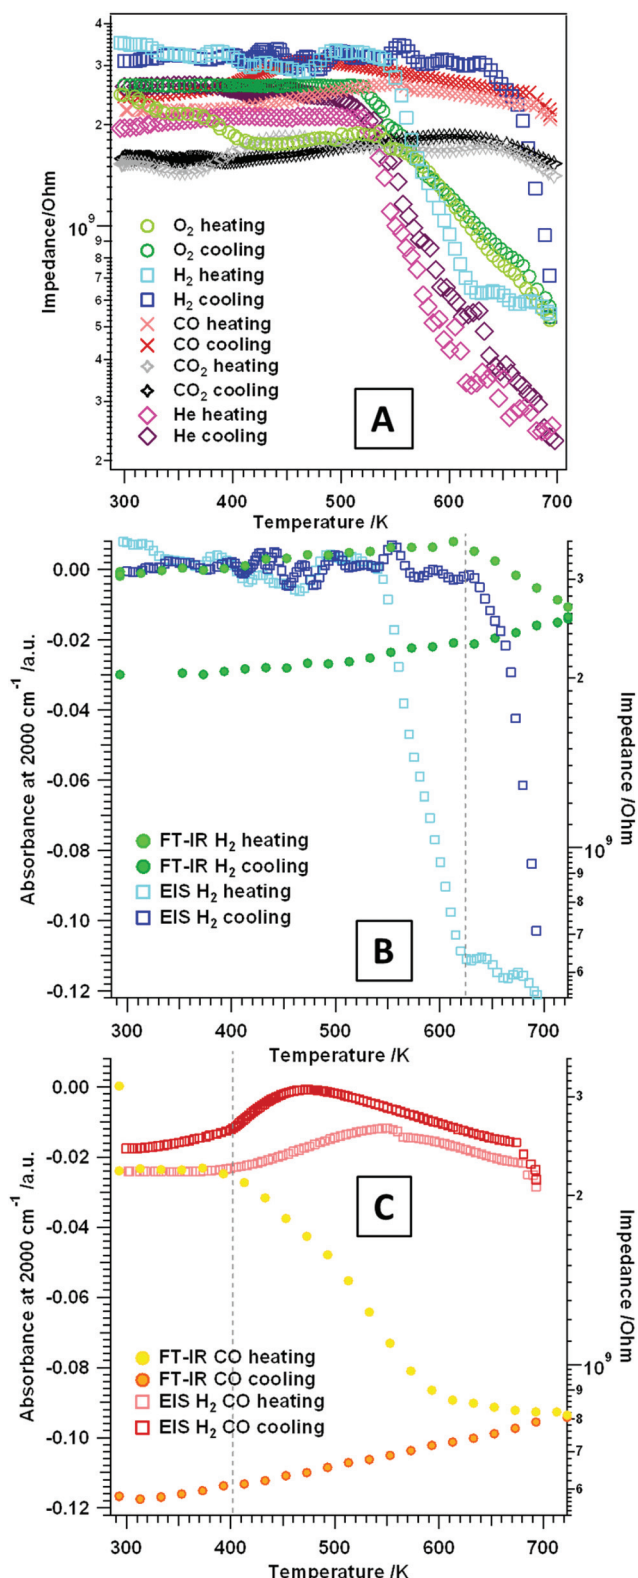 4
3
2
10⁹
9
8
7
6
5
4
3
2
Impedance/Ohm
O₂ heating
O₂ cooling
H₂ heating
H₂ cooling
CO heating
CO cooling
CO₂ heating
CO₂ cooling
He heating
He cooling
A
300 400 500 600 700
Temperature /K
0.00
-0.02
-0.04
-0.06
-0.08
-0.10
-0.12
Absorbance at 2000 cm⁻¹ /a.u.
FT-IR H₂ heating
FT-IR H₂ cooling
EIS H₂ heating
EIS H₂ cooling
B
3
2
10⁹
9
8
7
6
Impedance /Ohm
300 400 500 600 700
Temperature /K
0.00
-0.02
-0.04
-0.06
-0.08
-0.10
-0.12
Absorbance at 2000 cm⁻¹ /a.u.
C
FT-IR CO heating
FT-IR CO cooling
EIS H₂ CO heating
EIS H₂ CO cooling
3
2
10⁹
9
8
7
6
Impedance /Ohm
300 400 500 600 700
Temperature /K